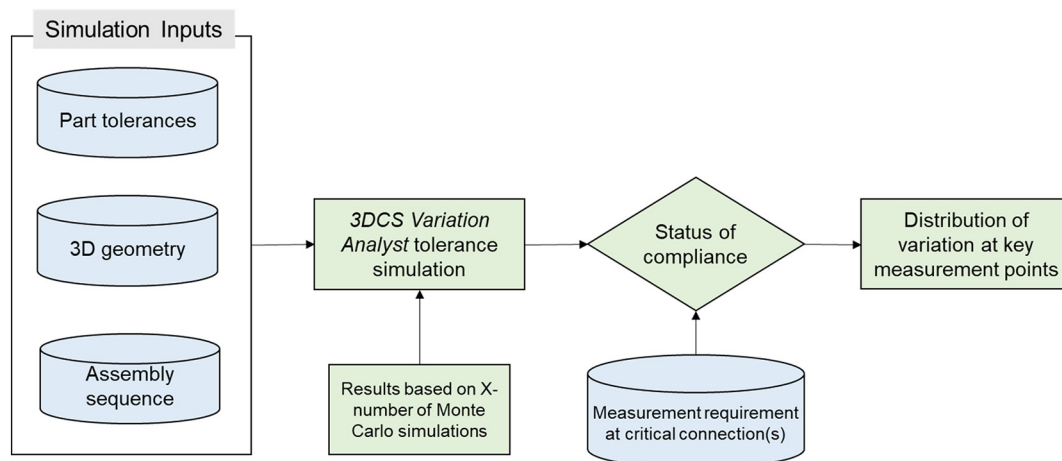 Simulation Inputs
Part tolerances
3D geometry
Assembly
sequence
3DCS Variation
Analyst tolerance
simulation
Results based on X-
number of Monte
Carlo simulations
Status of
compliance
Measurement requirement
at critical connection(s)
Distribution of
variation at key
measurement points